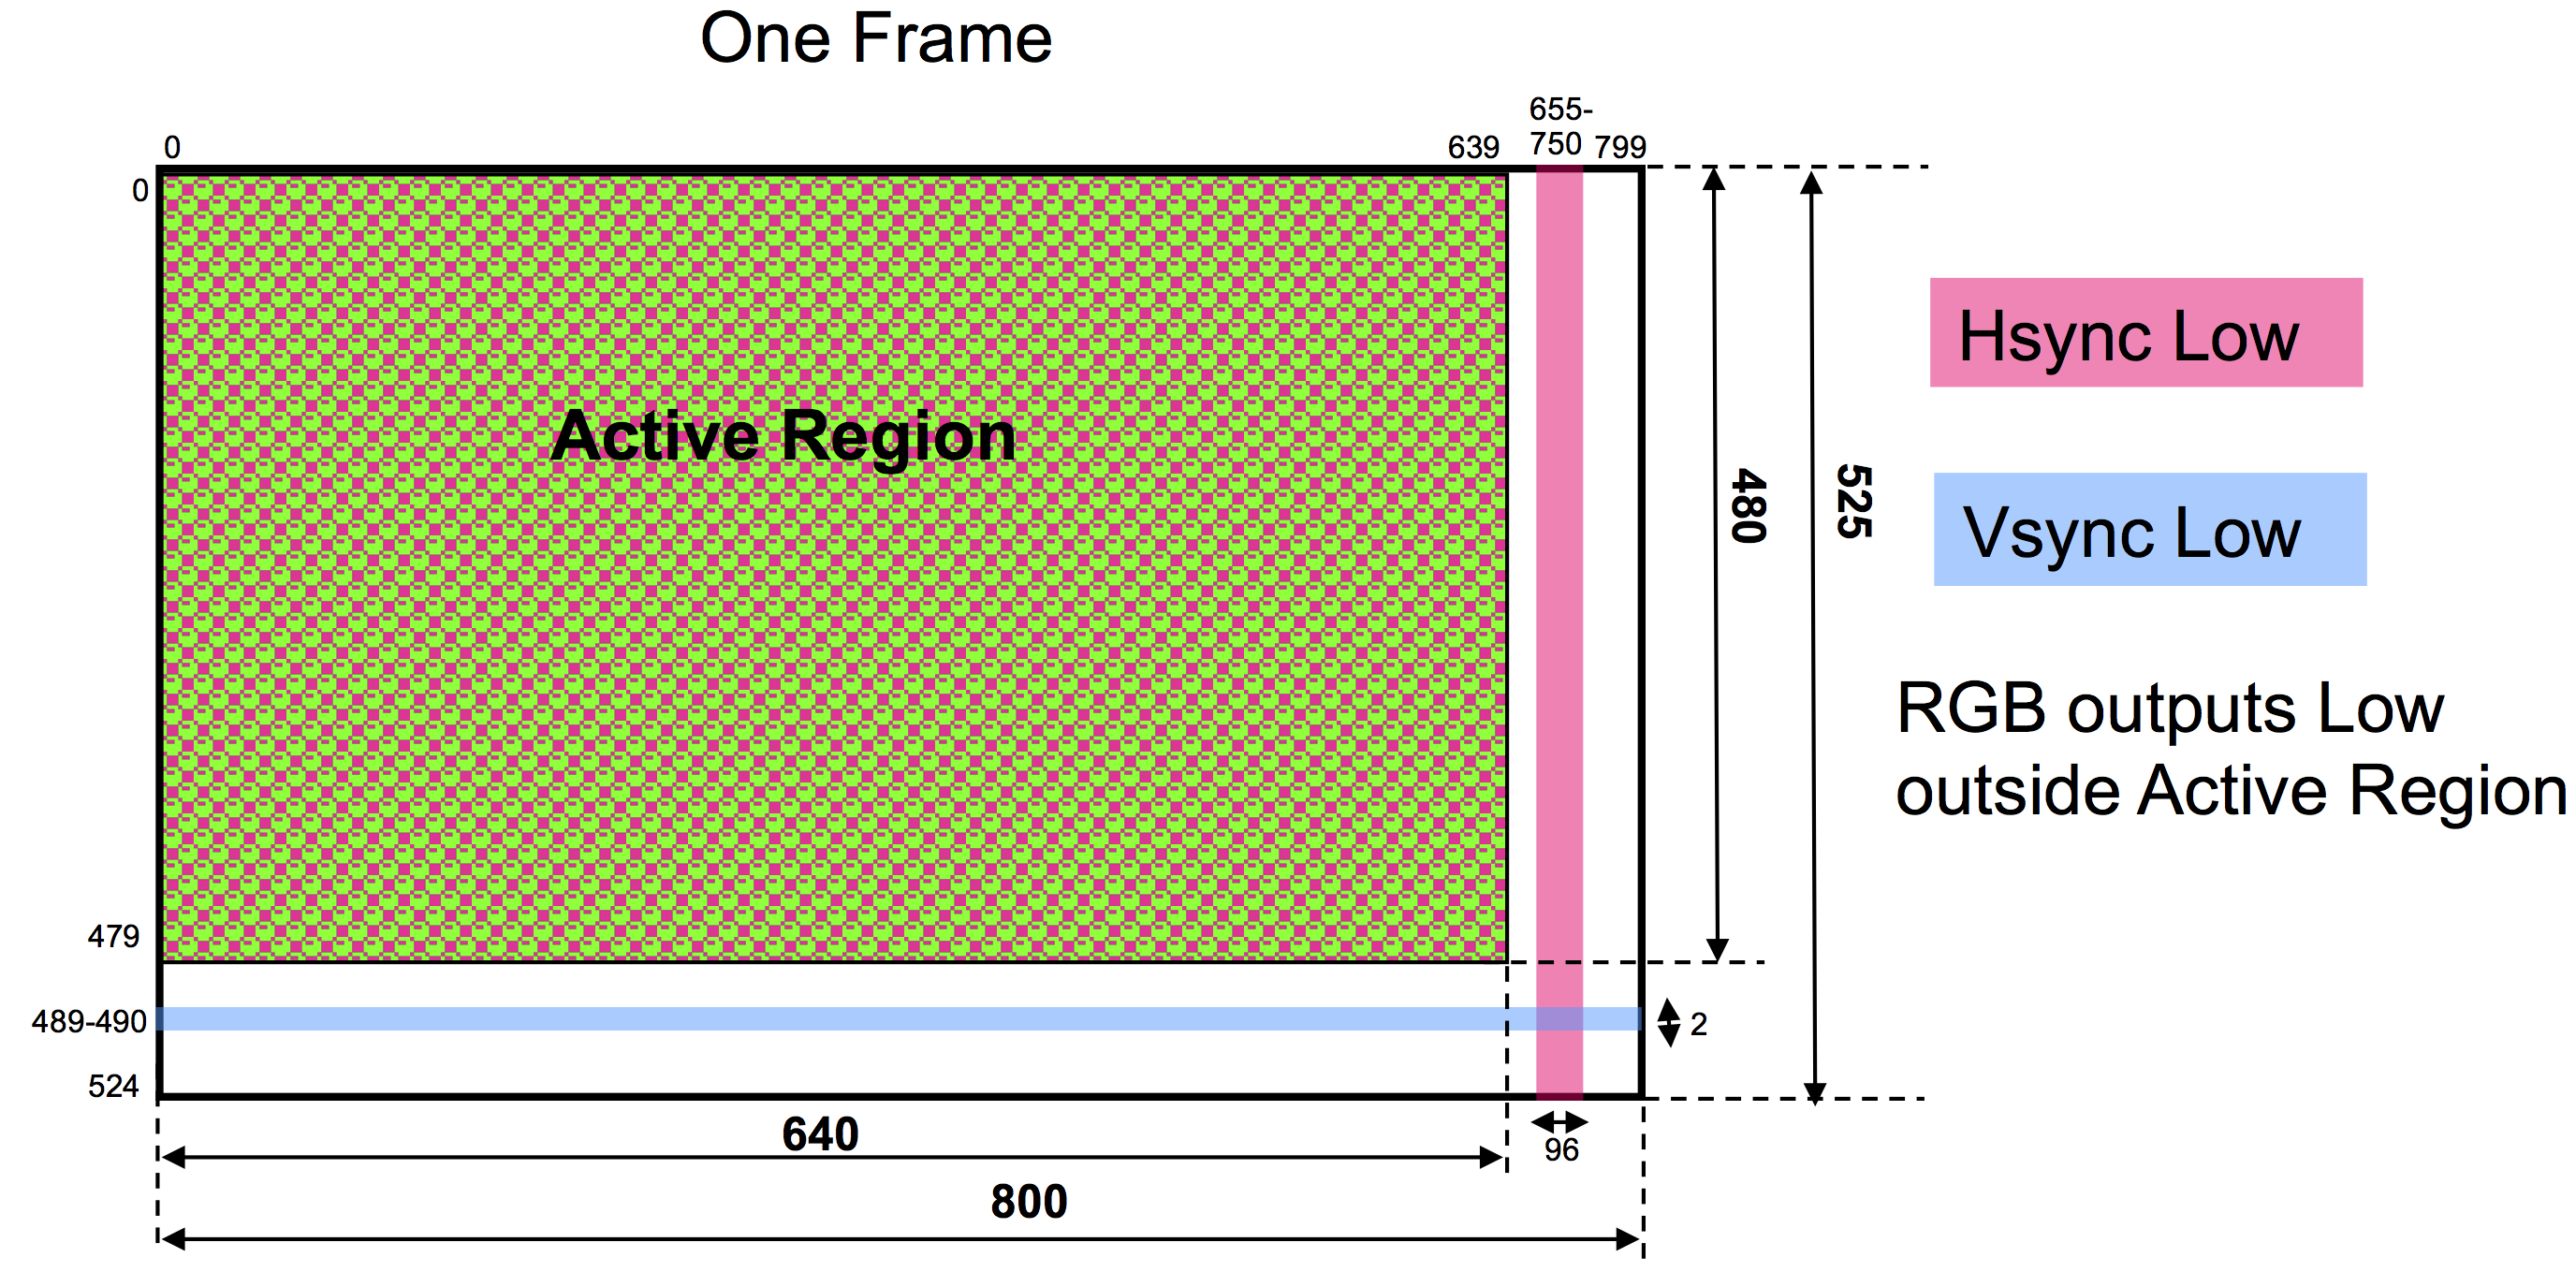 One Frame
0
639
655-
750
799
0
Active Region
480
525
Hsync Low
Vsync Low
RGB outputs Low
outside Active Region
479
489-490
2
524
640
96
800